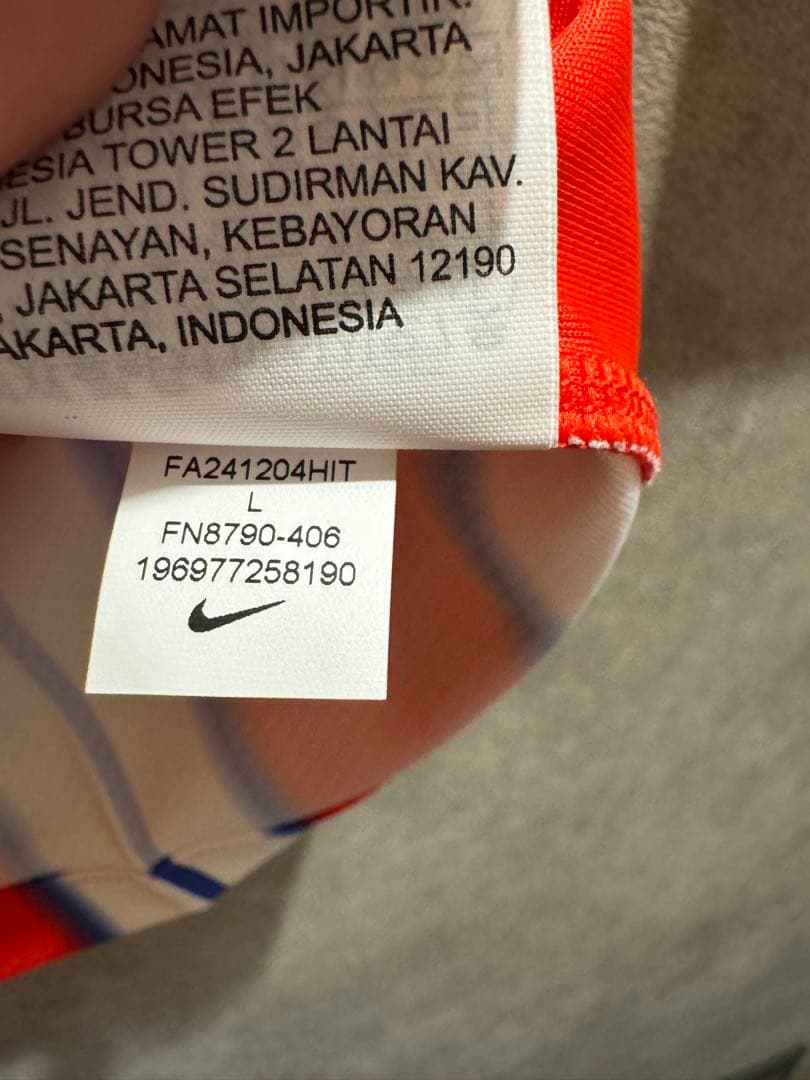 AMAT IMPORTIR:
ONESIA, JAKARTA
BURSA EFEK
ESIA TOWER 2 LANTAI
JL. JEND. SUDIRMAN KAV.
SENAYAN, KEBAYORAN
, JAKARTA SELATAN 12190
AKARTA, INDONESIA
FA241204HIT
L
FN8790-406
196977258190